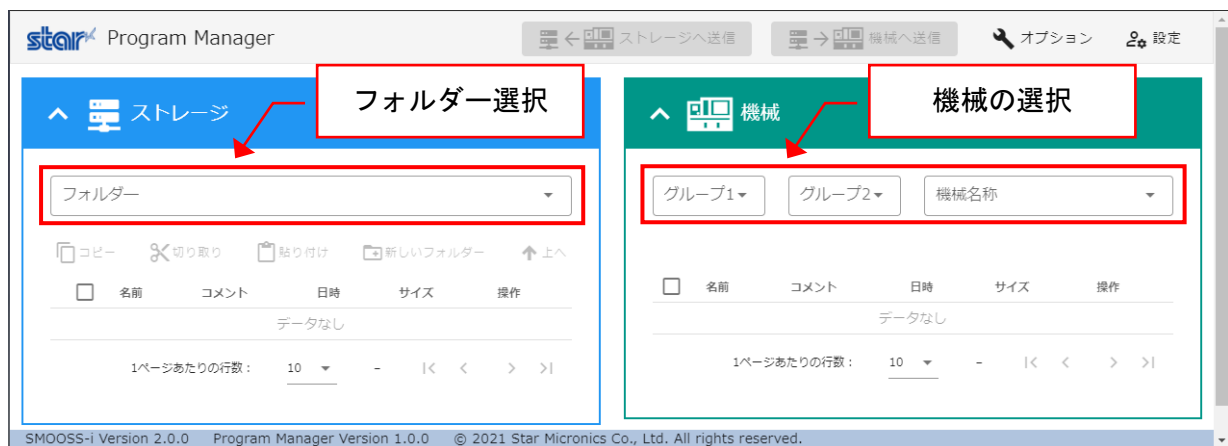 star Program Manager ストレージへ送信 機械へ送信 オプション 設定
ストレージ フォルダー選択 機械 機械の選択
フォルダー グループ1 グループ2 機械名称
コピー 切り取り 貼り付け 新しいフォルダー 上へ
名前 コメント 日時 サイズ 操作 名前 コメント 日時 サイズ 操作
データなし データなし
1ページあたりの行数： 10 – 1ページあたりの行数： 10 –
SMOOSS-i Version 2.0.0 Program Manager Version 1.0.0 © 2021 Star Micronics Co., Ltd. All rights reserved.